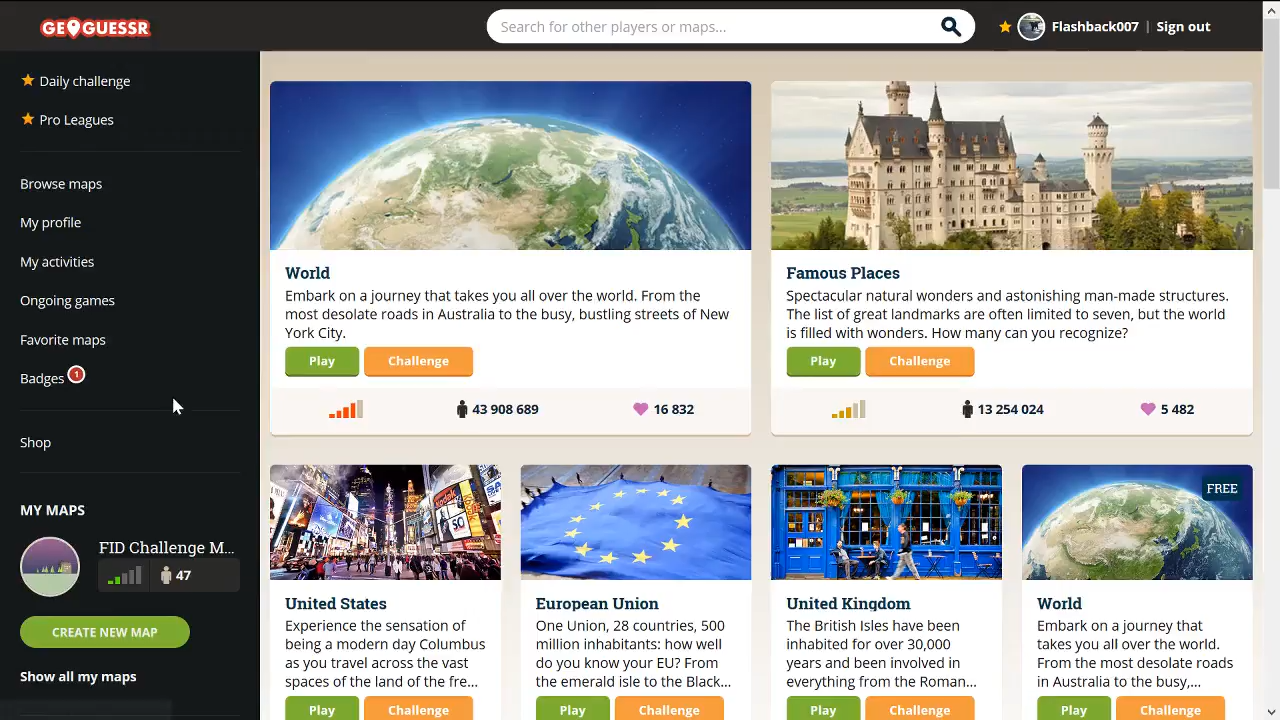 GEOGUESSR
Search for other players or maps...
Flashback007 | Sign out
Daily challenge
Pro Leagues
Browse maps
My profile
My activities
Ongoing games
Favorite maps
Badges 1
Shop
MY MAPS
FID Challenge M...
47
CREATE NEW MAP
Show all my maps
World
Embark on a journey that takes you all over the world. From the
most desolate roads in Australia to the busy, bustling streets of New
York City.
Play Challenge
43 908 689 16 832
Famous Places
Spectacular natural wonders and astonishing man-made structures.
The list of great landmarks are often limited to seven, but the world
is filled with wonders. How many can you recognize?
Play Challenge
13 254 024 5 482
United States
Experience the sensation of
being a modern day Columbus
as you travel across the vast
spaces of the land of the fre...
Play Challenge
European Union
One Union, 28 countries, 500
million inhabitants: how well
do you know your EU? From
the emerald isle to the Black...
Play Challenge
United Kingdom
The British Isles have been
inhabited for over 30,000
years and been involved in
everything from the Roman...
Play Challenge
FREE
World
Embark on a journey that
takes you all over the world.
From the most desolate roads
in Australia to the busy,...
Play Challenge